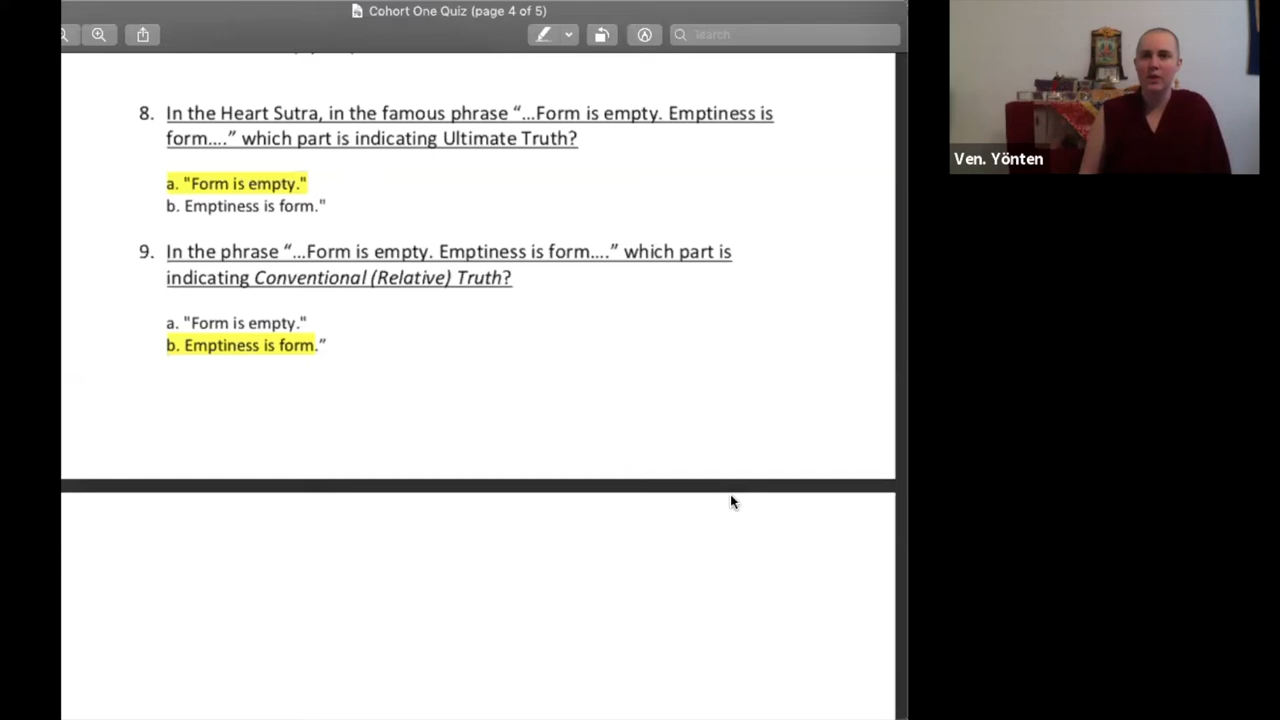 Cohort One Quiz (page 4 of 5)
Search
8. In the Heart Sutra, in the famous phrase “...Form is empty. Emptiness is
form....” which part is indicating Ultimate Truth?
a. "Form is empty."
b. Emptiness is form."
9. In the phrase “...Form is empty. Emptiness is form....” which part is
indicating Conventional (Relative) Truth?
a. "Form is empty."
b. Emptiness is form.”
Ven. Yönten